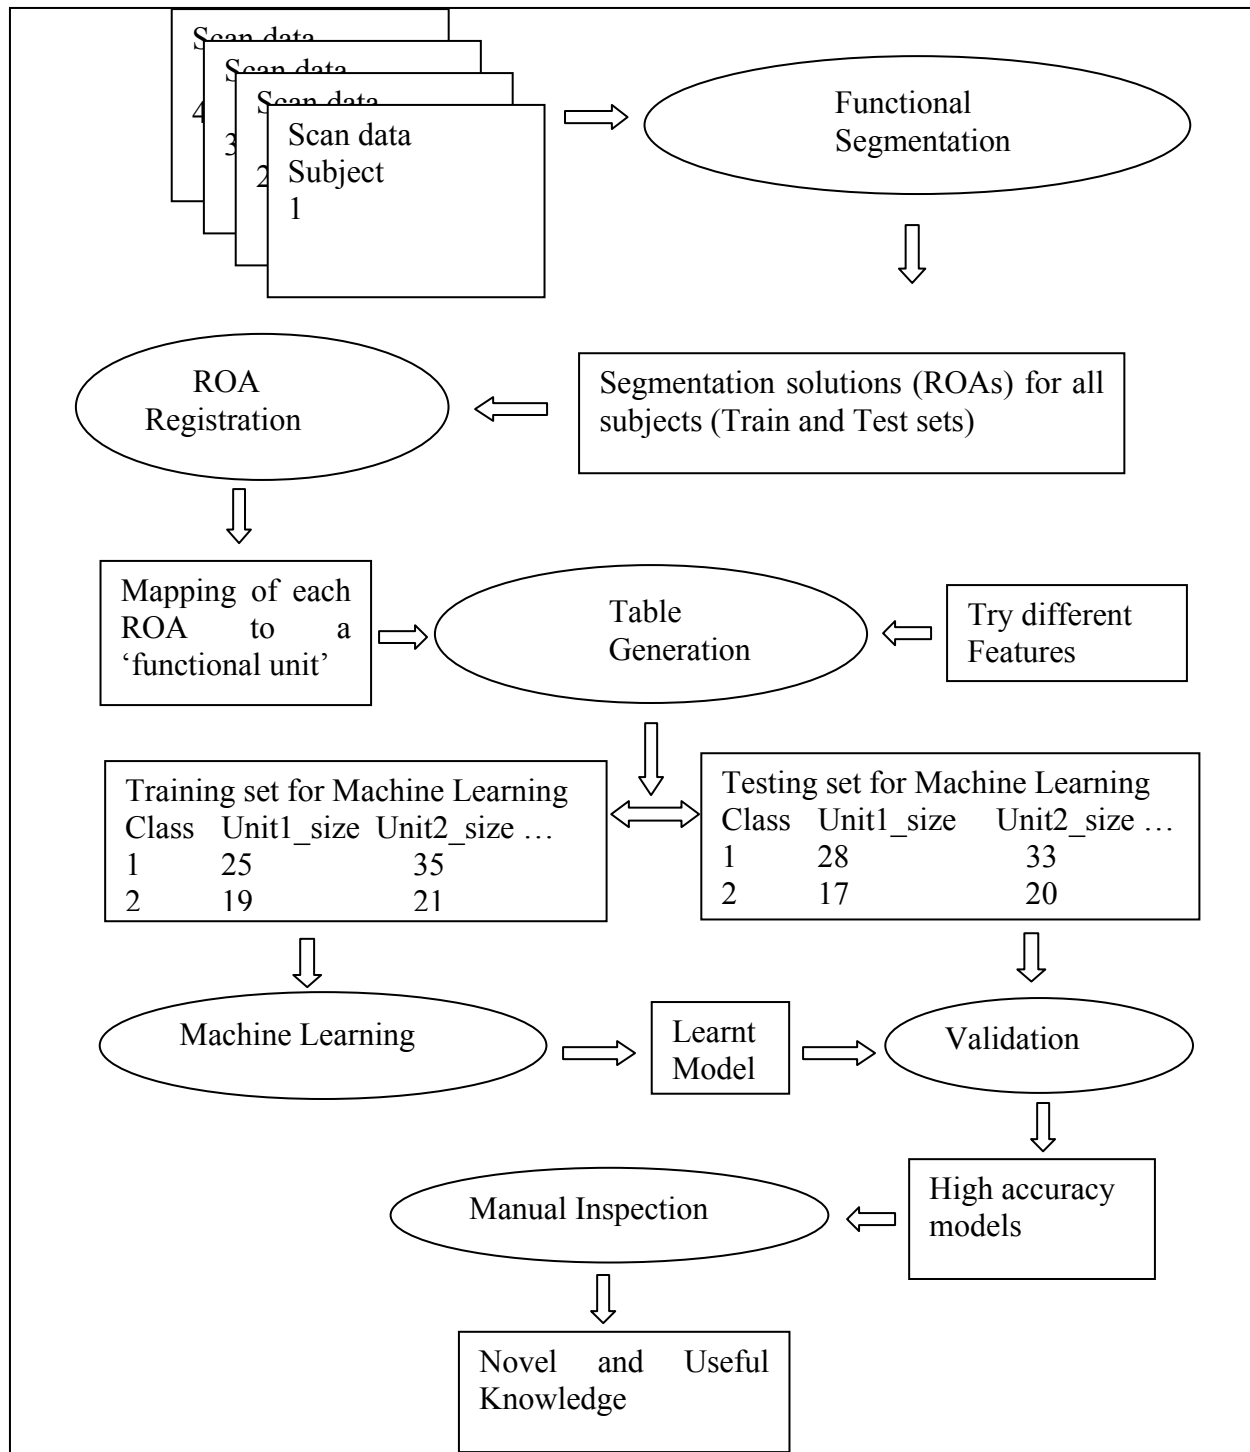 Scan data
4
Scan data
3
Scan data
2
Scan data
Subject
1
Functional
Segmentation
ROA
Registration
Segmentation solutions (ROAs) for all
subjects (Train and Test sets)
Mapping of each
ROA to a
‘functional unit’
Table
Generation
Try different
Features
Training set for Machine Learning
Class Unit1_size Unit2_size ...
1 25 35
2 19 21
Testing set for Machine Learning
Class Unit1_size Unit2_size ...
1 28 33
2 17 20
Machine Learning
Learnt
Model
Validation
Manual Inspection
High accuracy
models
Novel and Useful
Knowledge